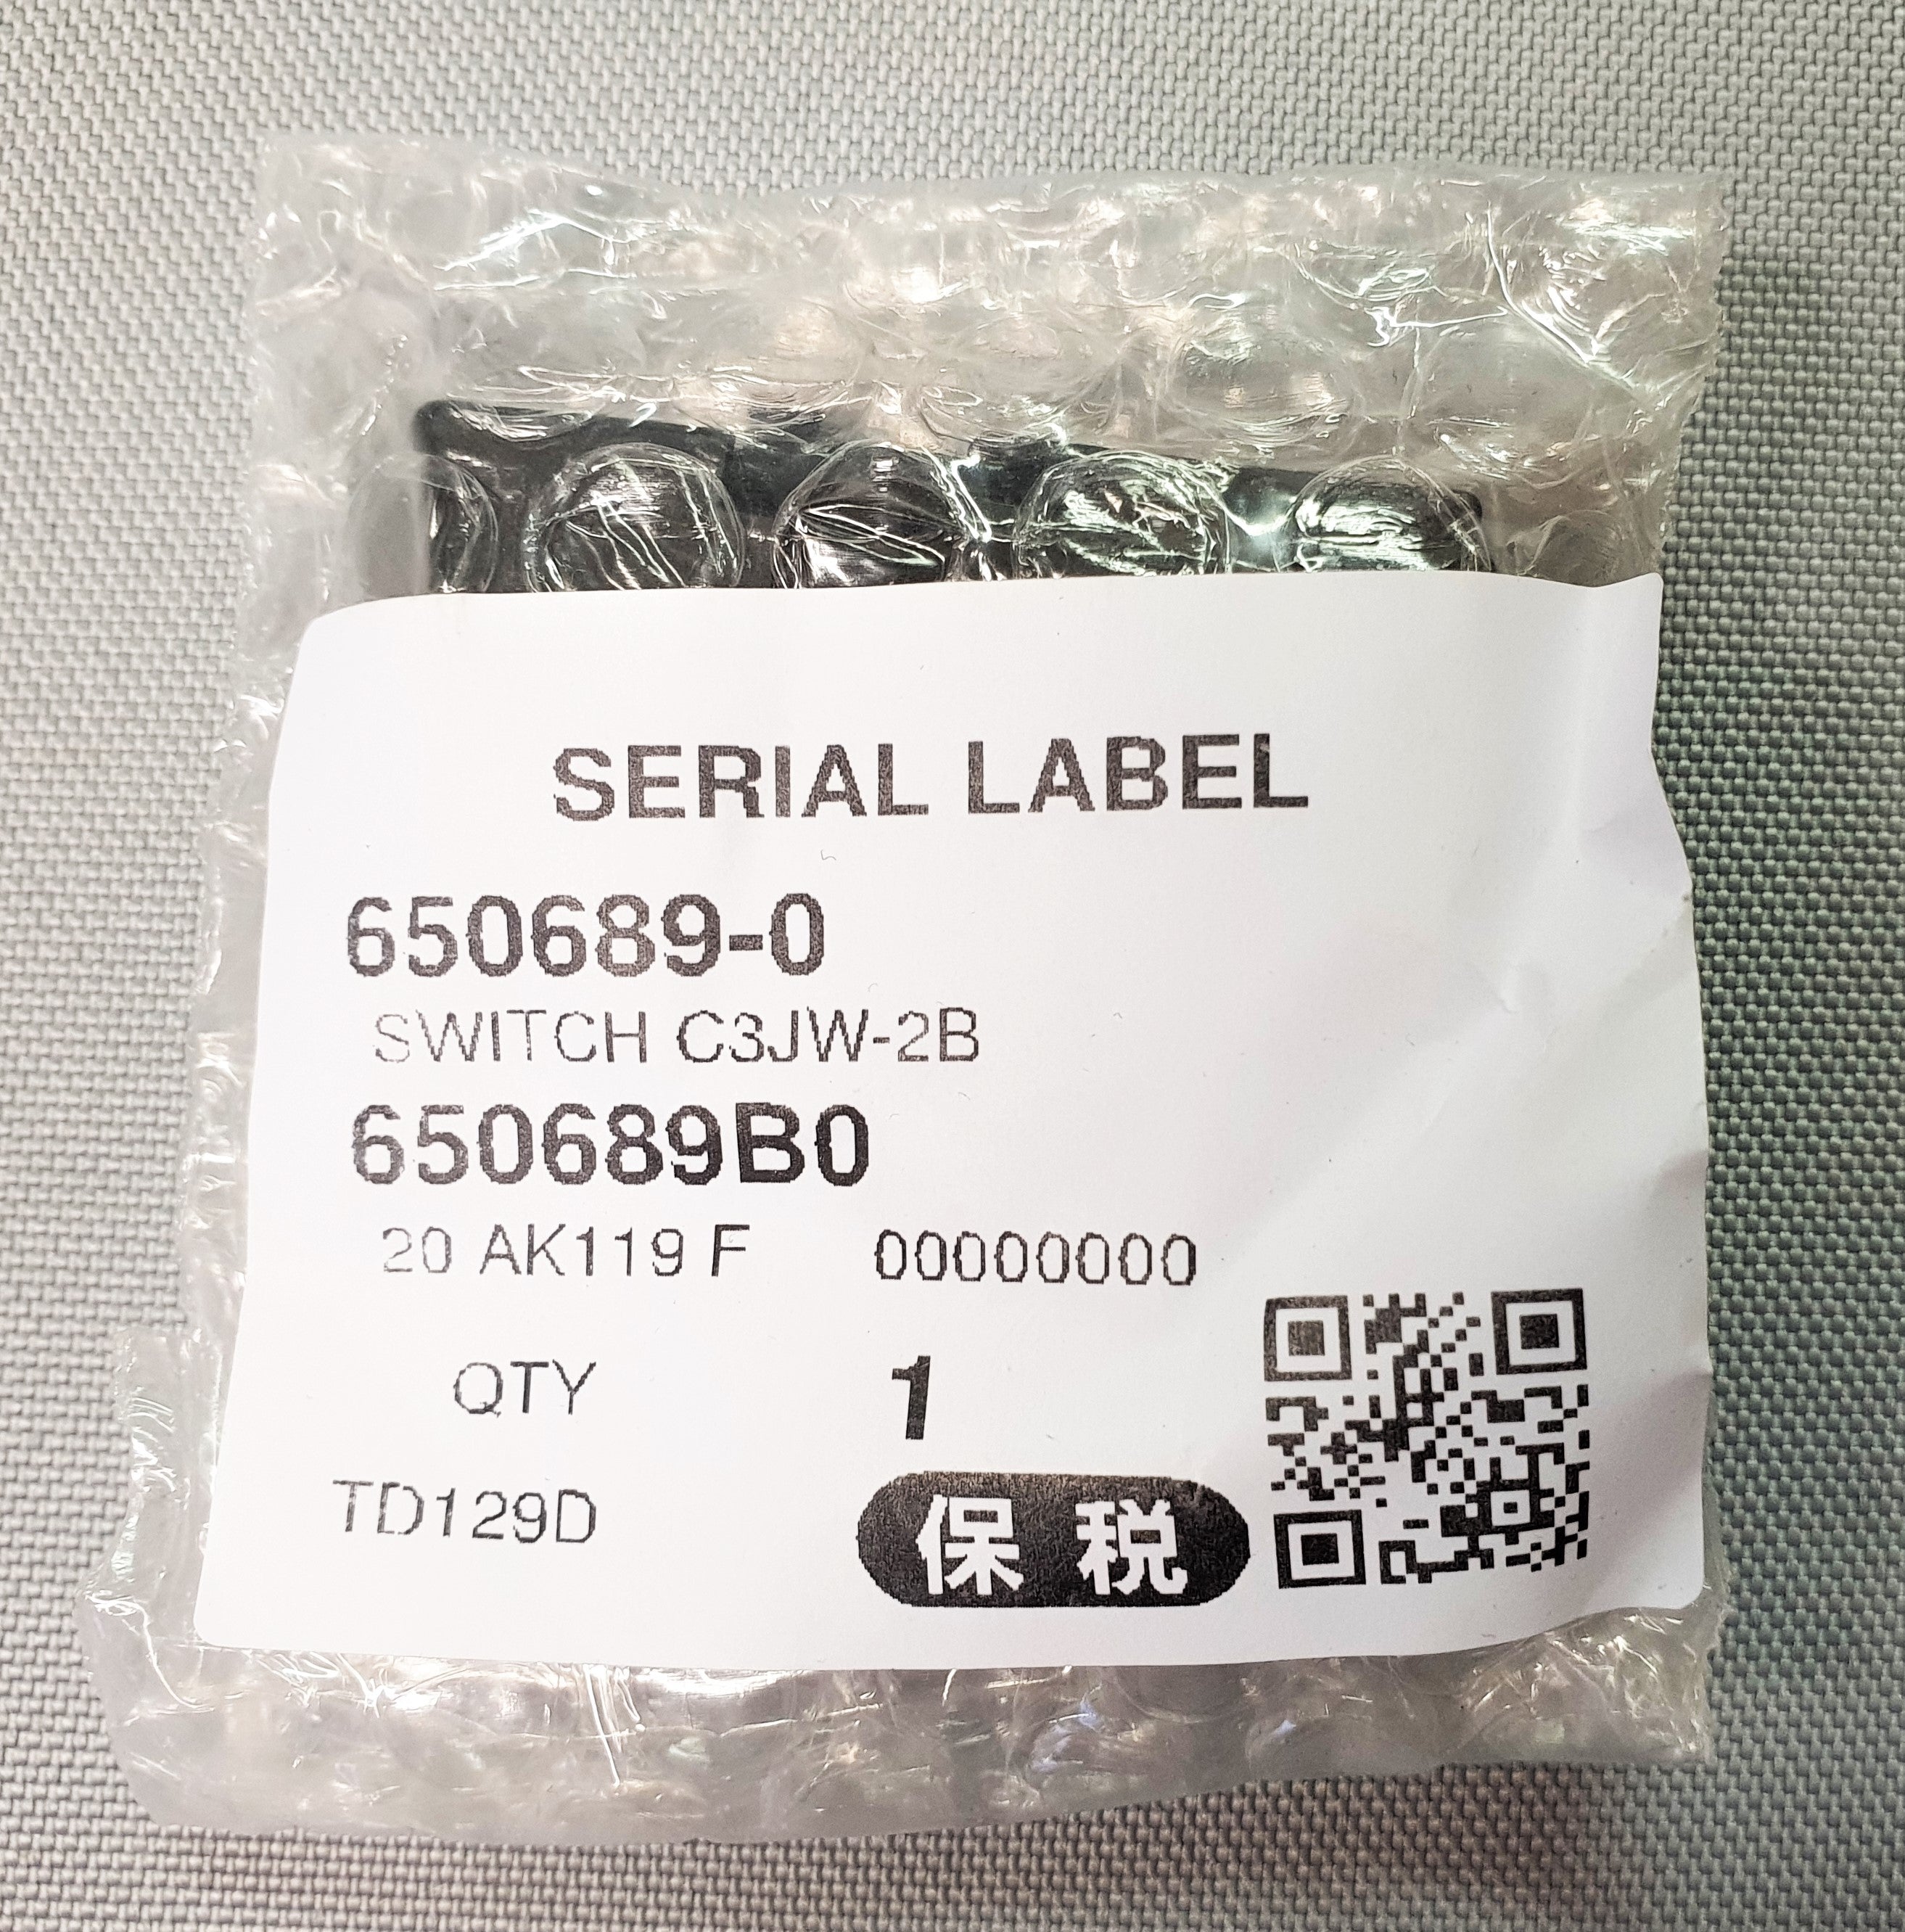 SERIAL LABEL
650689-0
SWITCH C3JW-2B
650689B0
20 AK119 F 00000000
QTY 1
TD129D 保税